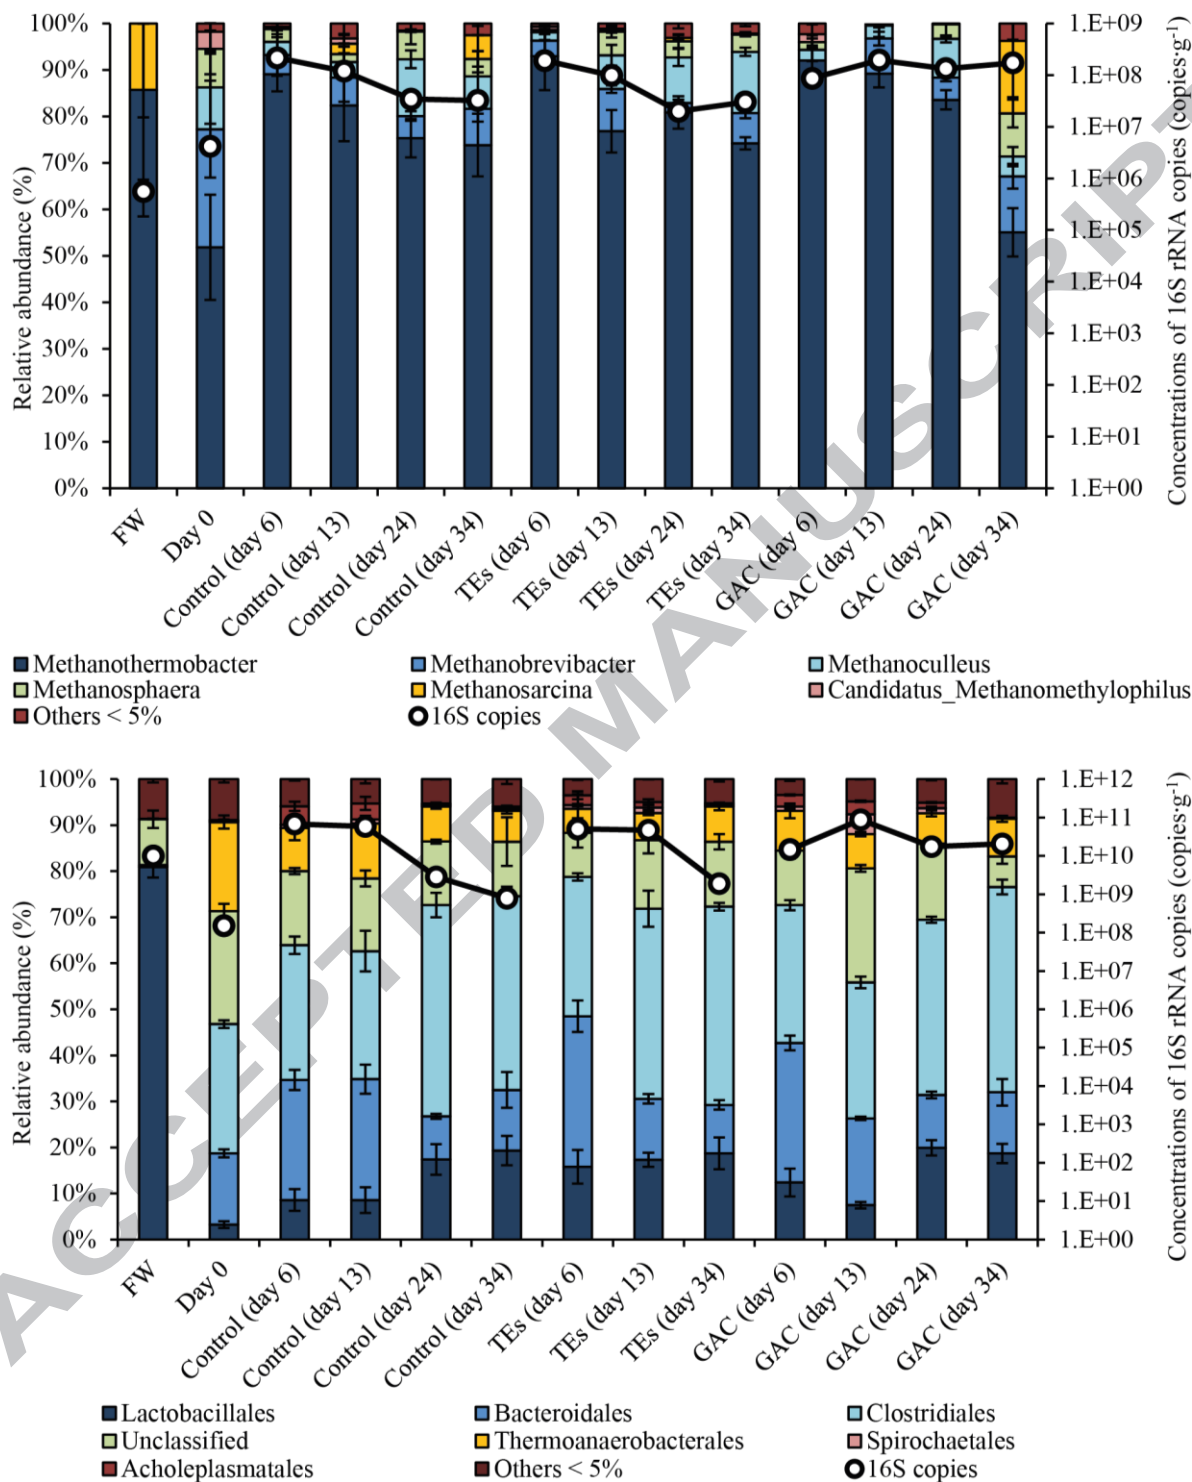 100%
90%
80%
70%
60%
50%
40%
30%
20%
10%
0%
Relative abundance (%)
1.E+09
1.E+08
1.E+07
1.E+06
1.E+05
1.E+04
1.E+03
1.E+02
1.E+01
1.E+00
Concentrations of 16S rRNA copies (copies·g⁻¹)
FW
Day 0
Control (day 6)
Control (day 13)
Control (day 24)
Control (day 34)
TEs (day 6)
TEs (day 13)
TEs (day 24)
TEs (day 34)
GAC (day 6)
GAC (day 13)
GAC (day 24)
GAC (day 34)
Methanothermobacter Methanobrevibacter Methanoculleus
Methanosphaera Methanosarcina Candidatus_Methanomethylophilus
Others < 5% 16S copies
100%
90%
80%
70%
60%
50%
40%
30%
20%
10%
0%
Relative abundance (%)
1.E+12
1.E+11
1.E+10
1.E+09
1.E+08
1.E+07
1.E+06
1.E+05
1.E+04
1.E+03
1.E+02
1.E+01
1.E+00
Concentrations of 16S rRNA copies (copies·g⁻¹)
FW
Day 0
Control (day 6)
Control (day 13)
Control (day 24)
Control (day 34)
TEs (day 6)
TEs (day 13)
TEs (day 34)
GAC (day 6)
GAC (day 13)
GAC (day 24)
GAC (day 34)
Lactobacillales Bacteroidales Clostridiales
Unclassified Thermoanaerobacterales Spirochaetales
Acholeplasmatales Others < 5% 16S copies
ACCEPTED MANUSCRIPT